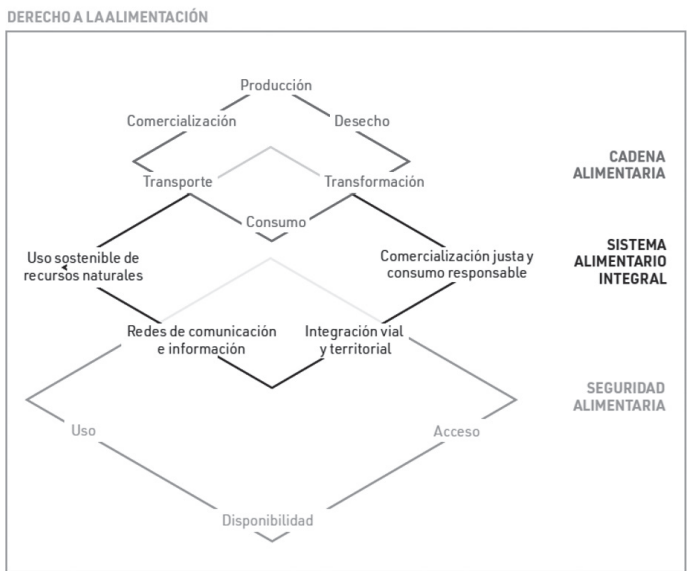 DERECHO A LA ALIMENTACIÓN
Producción
Comercialización
Desecho
CADENA
ALIMENTARIA
Transporte
Transformación
Consumo
SISTEMA
ALIMENTARIO
INTEGRAL
Uso sostenible de
recursos naturales
Comercialización justa y
consumo responsable
Redes de comunicación
e información
Integración vial
y territorial
SEGURIDAD
ALIMENTARIA
Uso
Acceso
Disponibilidad